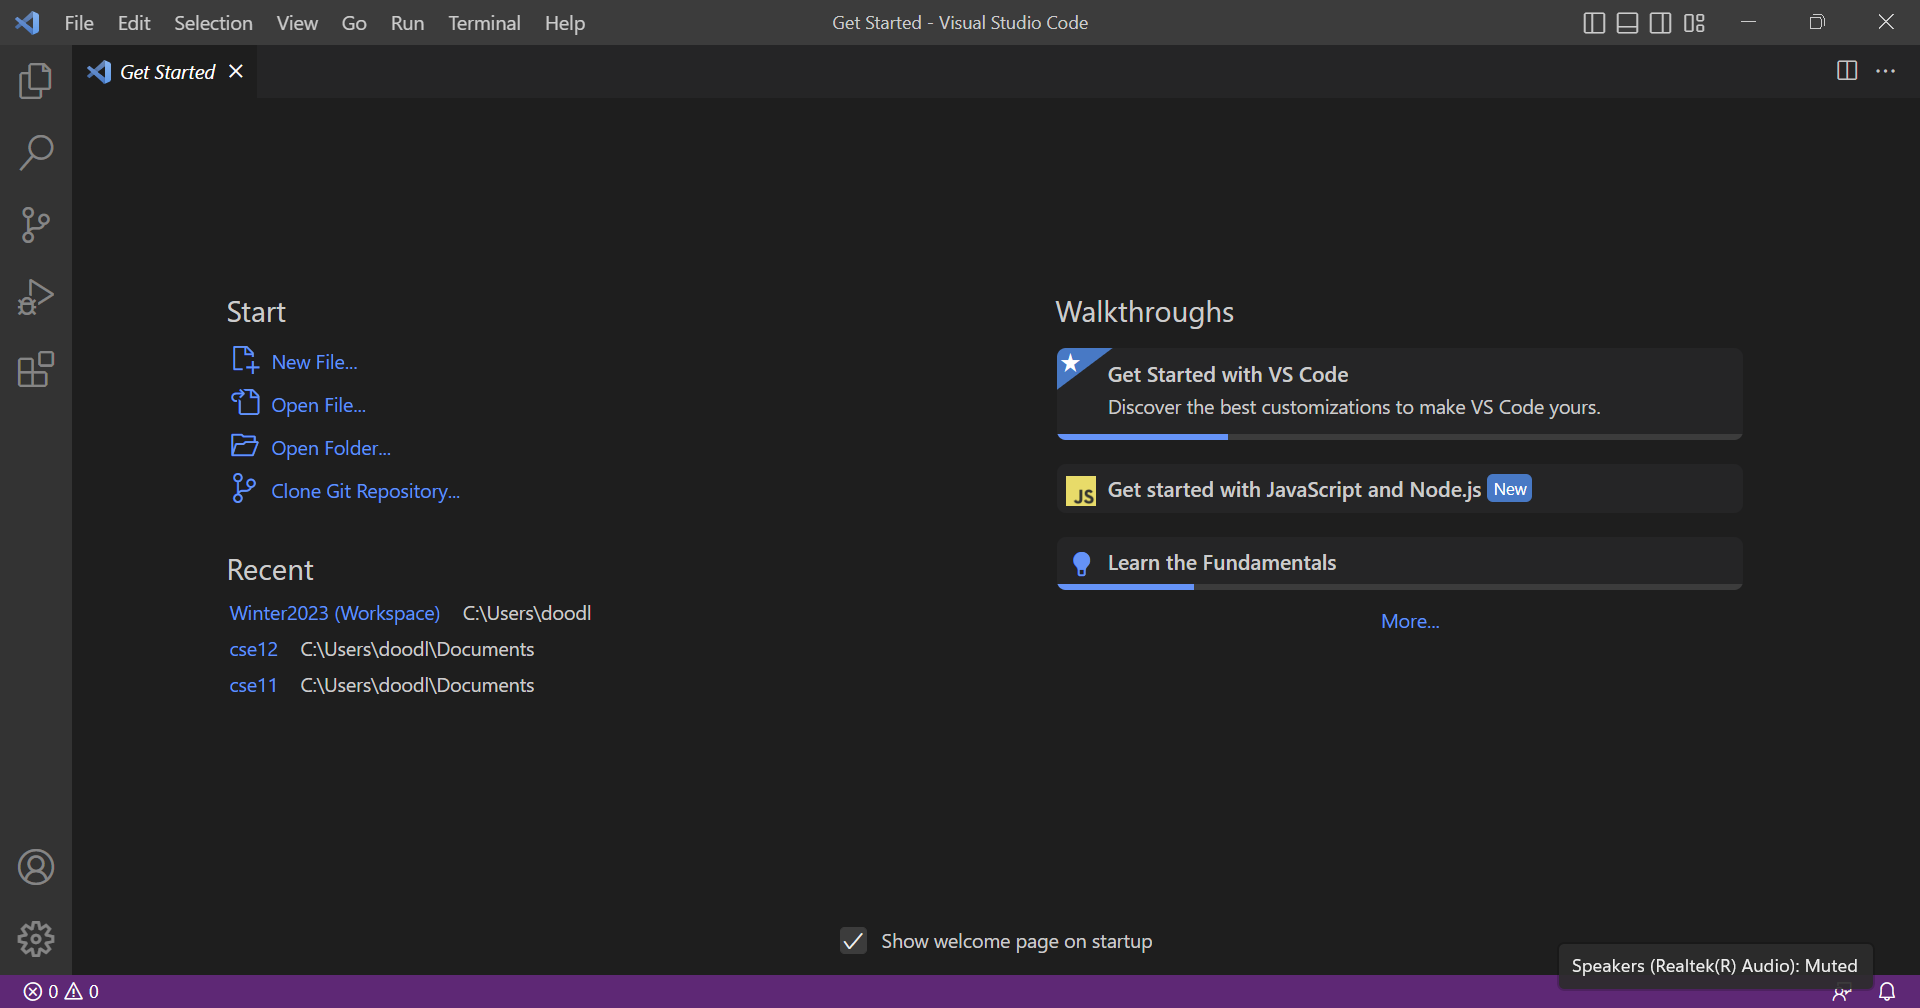 File Edit Selection View Go Run Terminal Help Get Started - Visual Studio Code
Get Started
Start
New File...
Open File...
Open Folder...
Clone Git Repository...
Recent
Winter2023 (Workspace) C:\Users\doodl
cse12 C:\Users\doodl\Documents
cse11 C:\Users\doodl\Documents
Walkthroughs
Get Started with VS Code
Discover the best customizations to make VS Code yours.
JS Get started with JavaScript and Node.js New
Learn the Fundamentals
More...
Show welcome page on startup
Speakers (Realtek(R) Audio): Muted
0 0